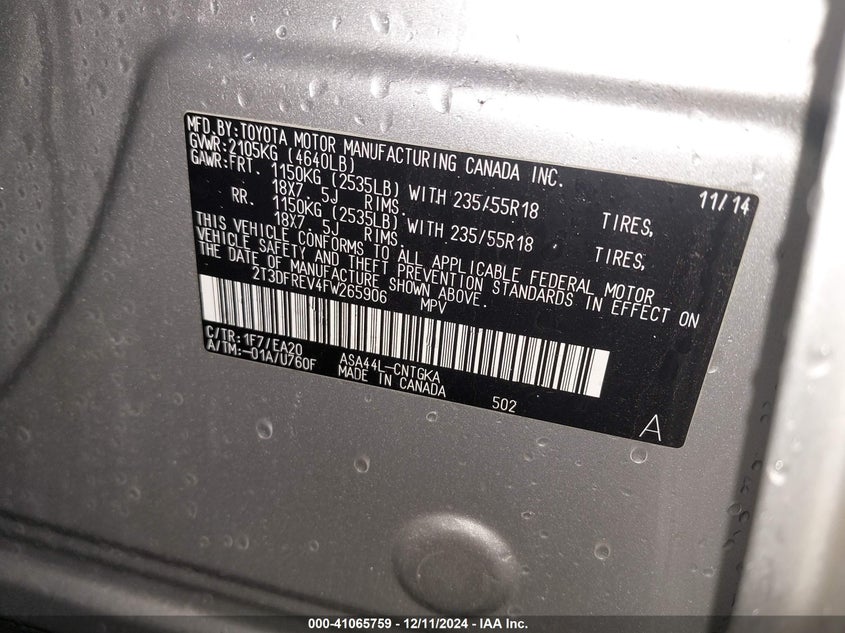 MFD.BY:TOYOTA MOTOR MANUFACTURING CANADA INC.
GVWR:2105KG (4640LB) 11/14
GAWR:FRT. 1150KG (2535LB) WITH 235/55R18 TIRES,
18X7.5J RIMS.
RR. 1150KG (2535LB) WITH 235/55R18 TIRES,
18X7.5J RIMS.
THIS VEHICLE CONFORMS TO ALL APPLICABLE FEDERAL MOTOR
VEHICLE SAFETY AND THEFT PREVENTION STANDARDS IN EFFECT ON
THE DATE OF MANUFACTURE SHOWN ABOVE.
2T3DFREV4FW265906 MPV
C/TR:1F7/EA20 ASA44L-CNTGKA
A/TM:-01A/U760F MADE IN CANADA 502
A
000-41065759 - 12/11/2024 - IAA Inc.